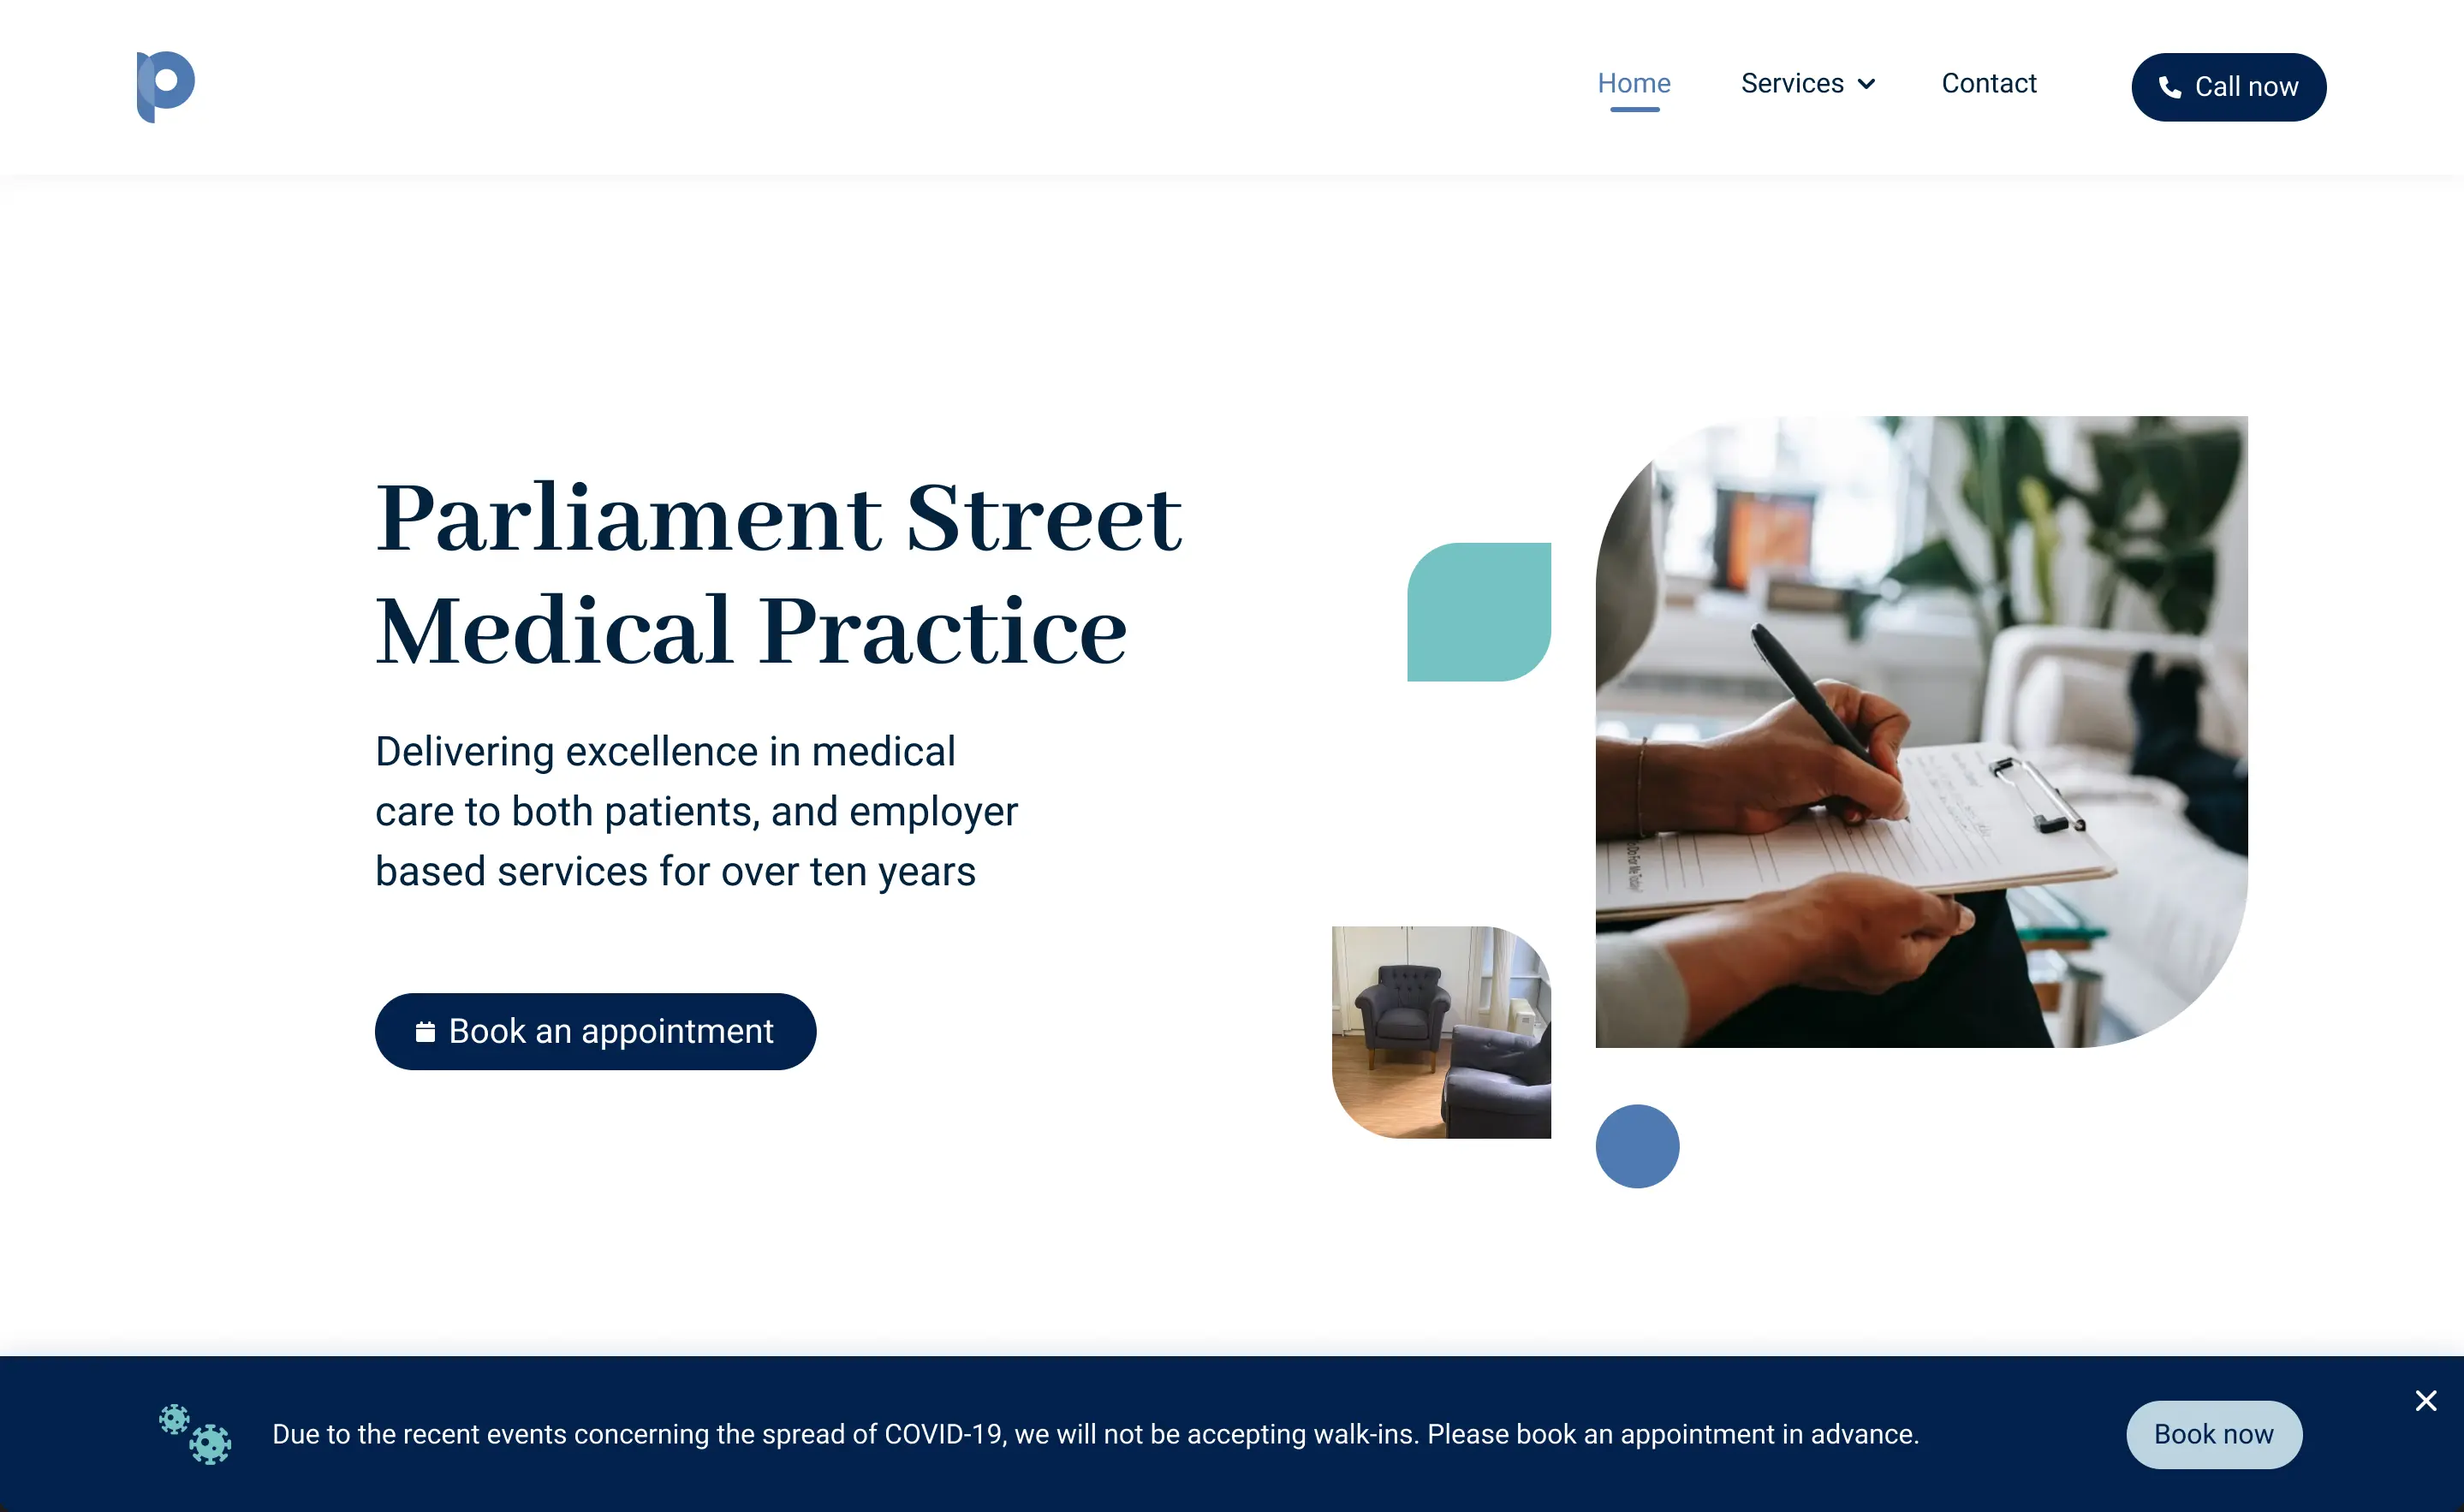 Home
Services
Contact
Call now
Parliament Street
Medical Practice
Delivering excellence in medical
care to both patients, and employer
based services for over ten years
Book an appointment
Due to the recent events concerning the spread of COVID-19, we will not be accepting walk-ins. Please book an appointment in advance.
Book now